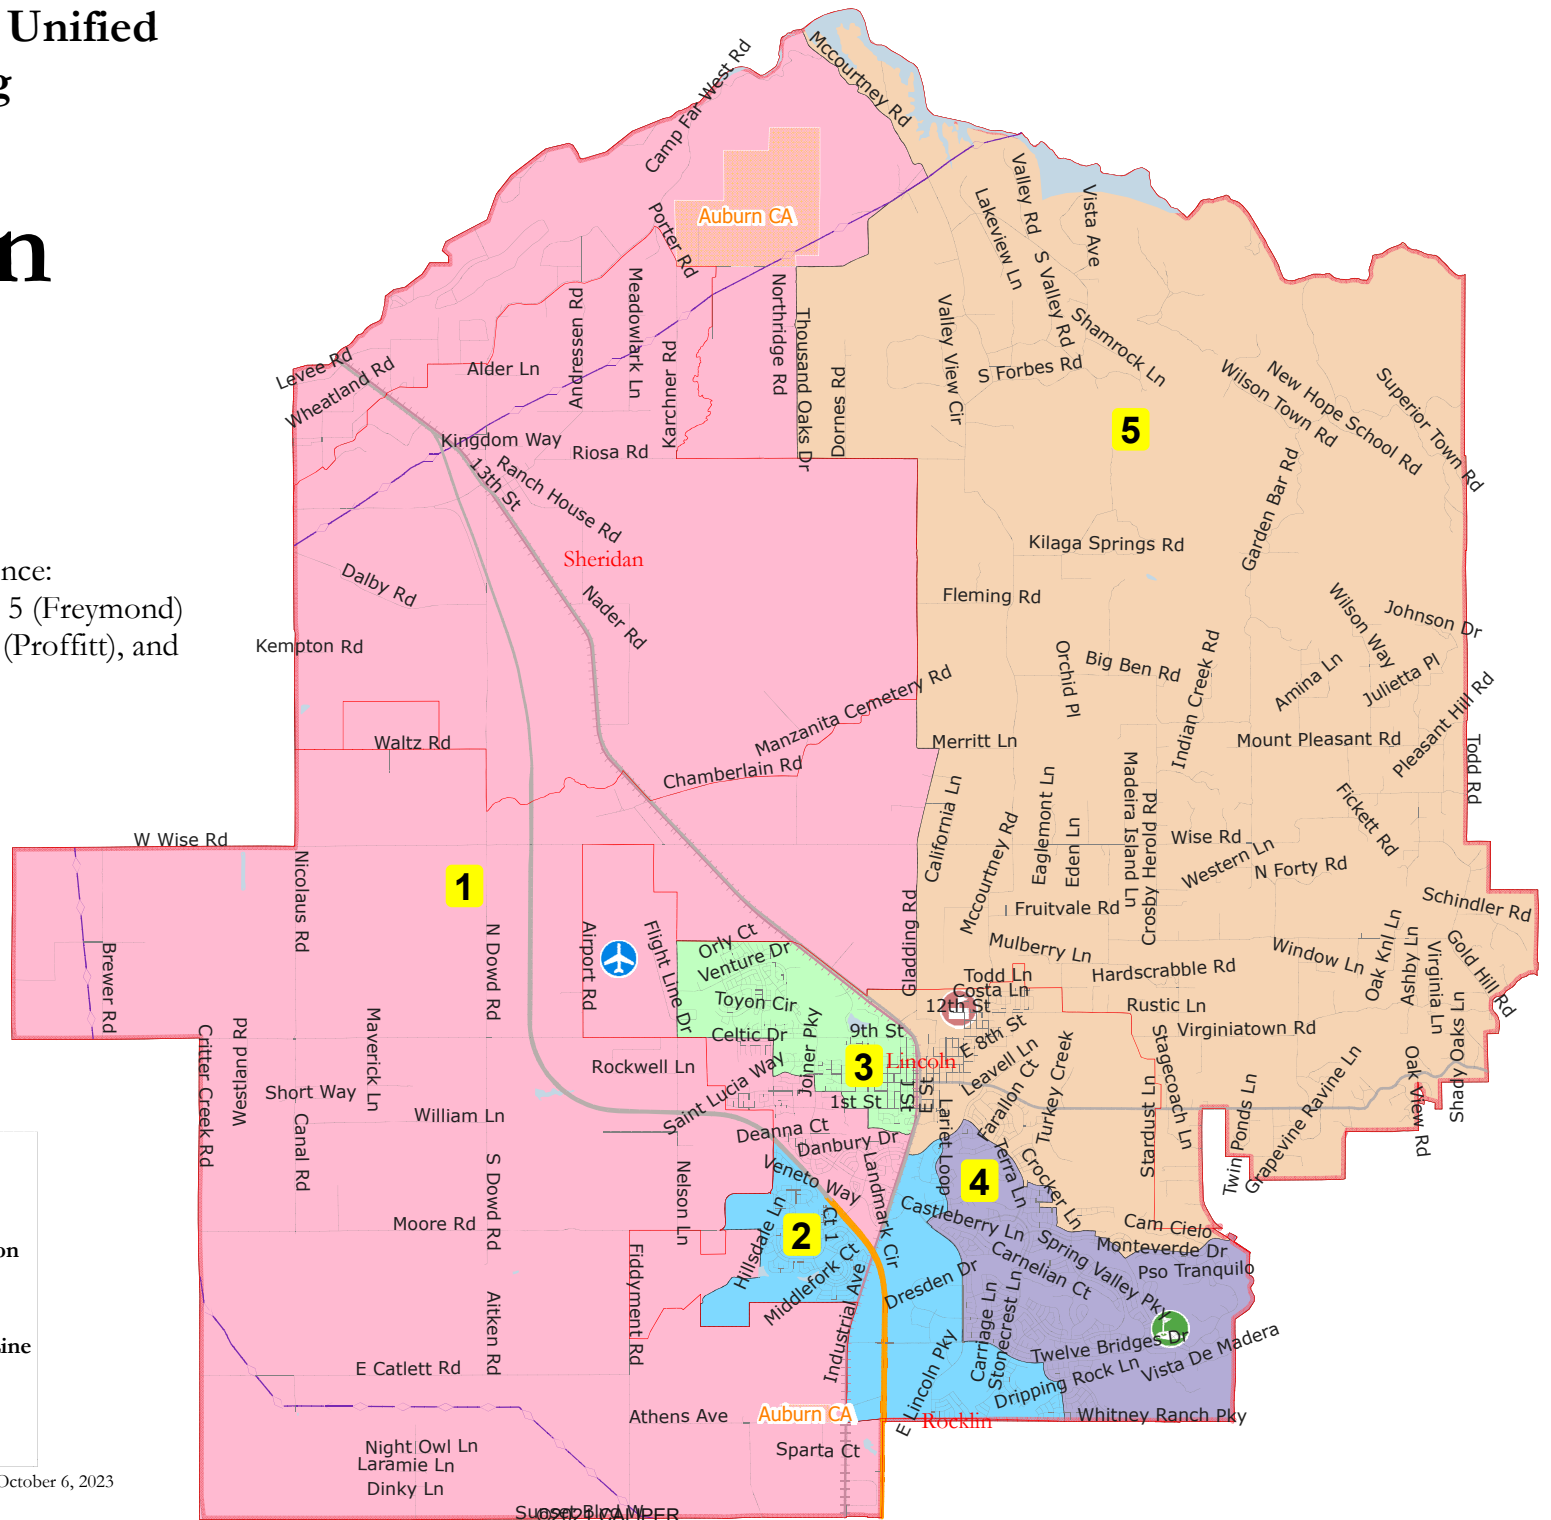 Unified
g
n
nce:
5 (Freymond)
(Proffitt), and
on
Line
October 6, 2023
Mccourtney Rd
Camp Far West Rd
Auburn CA
Porter Rd
Valley Rd
Lakeview Ln
Vista Ave
S Valley Rd
Meadowlark Ln
Andressen Rd
Northridge Rd
Thousand Oaks Dr
Valley View Cir
Shamrock Ln
Levee Rd
Wheatland Rd
Alder Ln
Karchner Rd
Dornes Rd
S Forbes Rd
Wilson Town Rd
New Hope School Rd
Superior Town Rd
5
Kingdom Way
Riosa Rd
13th St
Ranch House Rd
Garden Bar Rd
Sheridan
Kilaga Springs Rd
Dalby Rd
Nader Rd
Fleming Rd
Wilson Way
Johnson Dr
Kempton Rd
Orchid Pl
Big Ben Rd
Indian Creek Rd
Amina Ln
Julietta Pl
Pleasant Hill Rd
Manzanita Cemetery Rd
Waltz Rd
Merritt Ln
Mount Pleasant Rd
Todd Rd
Chamberlain Rd
California Ln
Eaglemont Ln
Madeira Island Ln
Crosby Herold Rd
Fickett Rd
W Wise Rd
Mccourtney Rd
Eden Ln
Wise Rd
Western Ln
N Forty Rd
1
Nicolaus Rd
Gladding Rd
Fruitvale Rd
Schindler Rd
Brewer Rd
N Dowd Rd
Airport Rd
Flight Line Dr
Orly Ct
Venture Dr
Mulberry Ln
Window Ln
Oak Knl Ln
Ashby Ln
Virginia Ln
Gold Hill Rd
Todd Ln
Costa Ln
Hardscrabble Rd
Toyon Cir
12th St
Rustic Ln
Critter Creek Rd
Westland Rd
Maverick Ln
Celtic Dr
Joiner Pky
9th St
E 8th St
Stagecoach Ln
Virginiatown Rd
Shady Oaks Ln
Rockwell Ln
3
Lincoln
Leavell Ln
Turkey Creek
Oak View Rd
Short Way
Canal Rd
William Ln
Saint Lucia Way
1st St
J St
E St
Farallon Ct
Stardust Ln
Twin Ponds Ln
Grapevine Ravine Ln
Deanna Ct
Danbury Dr
Lariet Loop
Terra Ln
Crocker Ln
S Dowd Rd
Nelson Ln
Veneto Way
Landmark Cir
4
Moore Rd
Hillsdale Ln
2
Ct 1
Castleberry Ln
Cam Cielo
Monteverde Dr
Fiddyment Rd
Middlefork Ct
Industrial Ave
Dresden Dr
Carnelian Ct
Spring Valley Pky
Pso Tranquilo
Aitken Rd
Carriage Ln
Stonecrest Ln
Twelve Bridges Dr
Vista De Madera
E Catlett Rd
E Lincoln Pky
Dripping Rock Ln
Athens Ave
Auburn CA
Rocklin
Whitney Ranch Pky
Night Owl Ln
Laramie Ln
Sparta Ct
Dinky Ln
Sunset Blvd W
©2021 CALIPER